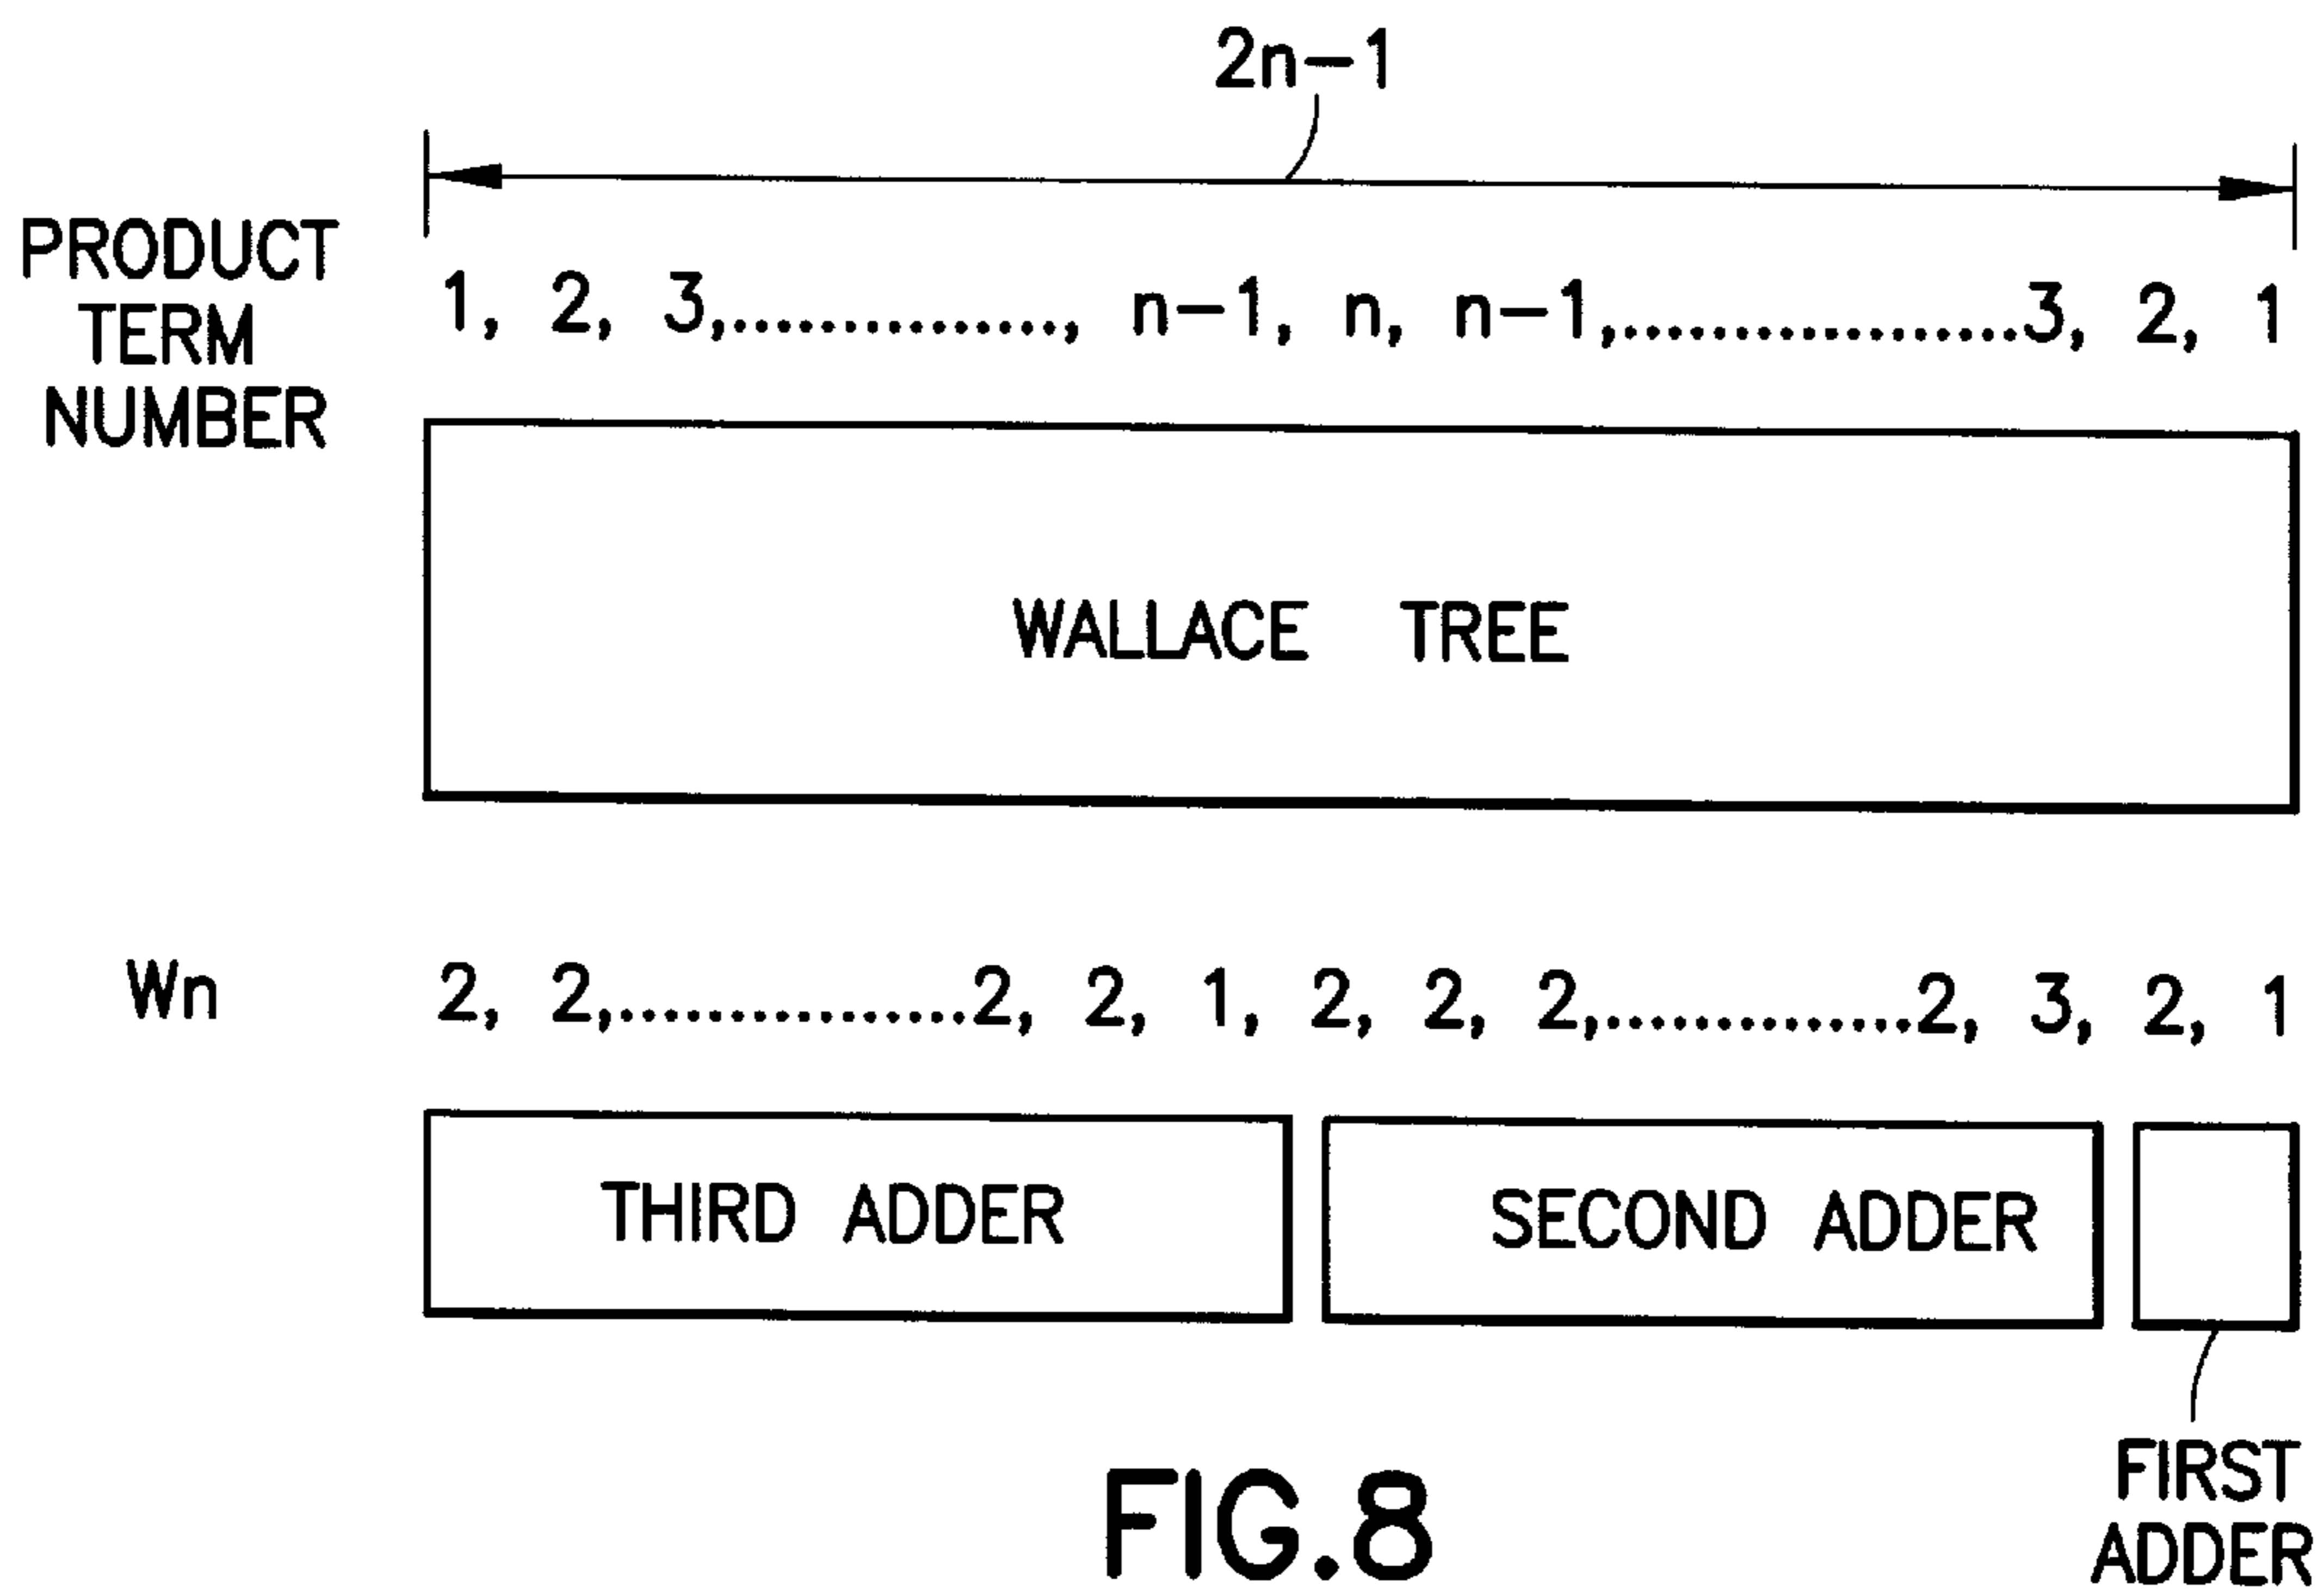 2n-1
PRODUCT
TERM
NUMBER
1, 2, 3,................., n-1, n, n-1,..................3, 2, 1
WALLACE TREE
Wn
2, 2,................2, 2, 1, 2, 2, 2,..............2, 3, 2, 1
THIRD ADDER
SECOND ADDER
FIRST
ADDER
FIG.8